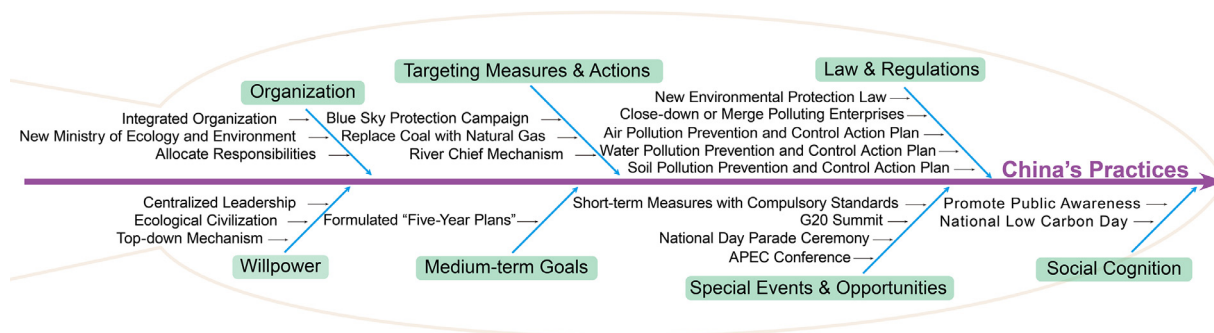 Organization
Integrated Organization
New Ministry of Ecology and Environment
Allocate Responsibilities
Targeting Measures & Actions
Blue Sky Protection Campaign
Replace Coal with Natural Gas
River Chief Mechanism
Law & Regulations
New Environmental Protection Law
Close-down or Merge Polluting Enterprises
Air Pollution Prevention and Control Action Plan
Water Pollution Prevention and Control Action Plan
Soil Pollution Prevention and Control Action Plan
China's Practices
Centralized Leadership
Ecological Civilization
Top-down Mechanism
Willpower
Formulated "Five-Year Plans"
Medium-term Goals
Short-term Measures with Compulsory Standards
G20 Summit
National Day Parade Ceremony
APEC Conference
Special Events & Opportunities
Promote Public Awareness
National Low Carbon Day
Social Cognition